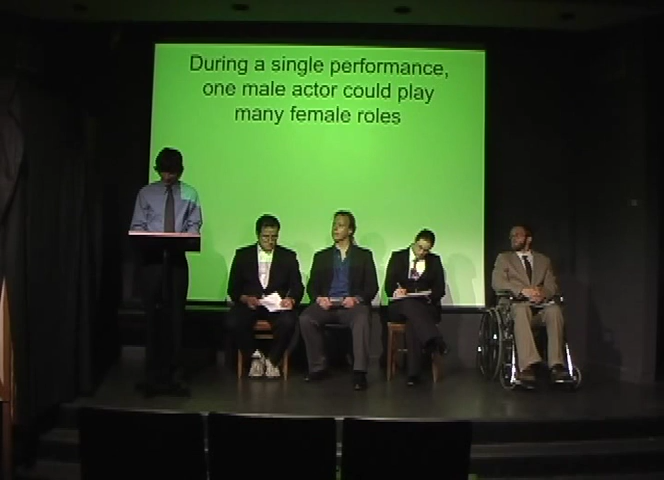 During a single performance,
one male actor could play
many female roles